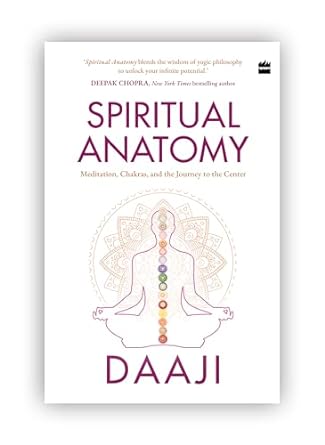 'Spiritual Anatomy blends the wisdom of yogic philosophy
to unlock your infinite potential.'
DEEPAK CHOPRA, New York Times bestselling author
SPIRITUAL
ANATOMY
Meditation, Chakras, and the Journey to the Center
DAAJI